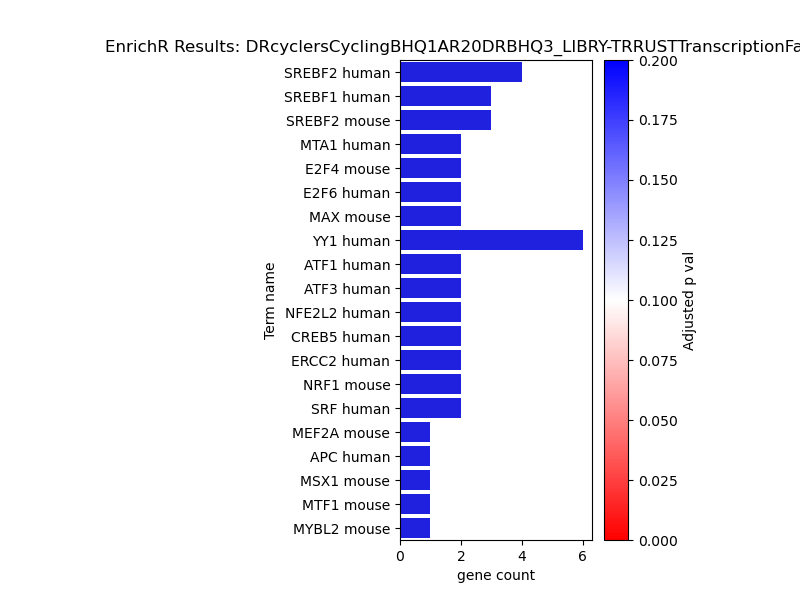 EnrichR Results: DRcyclersCyclingBHQ1AR20DRBHQ3_LIBRY-TRRUSTTranscriptionFa
SREBF2 human
SREBF1 human
SREBF2 mouse
MTA1 human
E2F4 mouse
E2F6 human
MAX mouse
YY1 human
ATF1 human
ATF3 human
NFE2L2 human
CREB5 human
ERCC2 human
NRF1 mouse
SRF human
MEF2A mouse
APC human
MSX1 mouse
MTF1 mouse
MYBL2 mouse
Term name
0 2 4 6
gene count
0.200
0.175
0.150
0.125
0.100
0.075
0.050
0.025
0.000
Adjusted p val